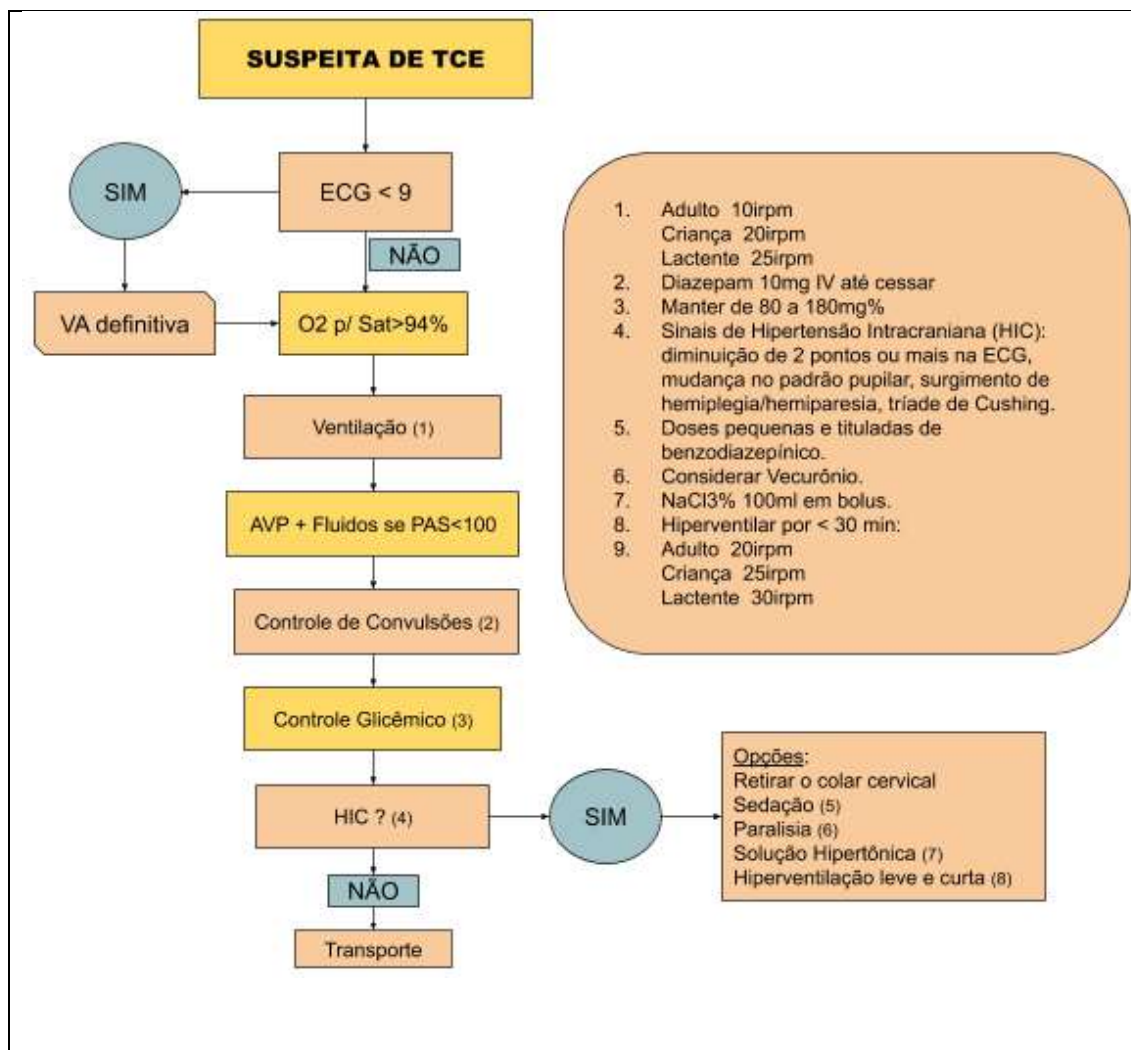 SUSPEITA DE TCE
SIM
ECG < 9
NÃO
VA definitiva
O2 p/ Sat>94%
Ventilação (1)
AVP + Fluidos se PAS<100
Controle de Convulsões (2)
Controle Glicêmico (3)
HIC ? (4)
SIM
NÃO
Transporte
Opções:
Retirar o colar cervical
Sedação (5)
Paralisia (6)
Solução Hipertônica (7)
Hiperventilação leve e curta (8)
1. Adulto 10irpm
Criança 20irpm
Lactente 25irpm
2. Diazepam 10mg IV até cessar
3. Manter de 80 a 180mg%
4. Sinais de Hipertensão Intracraniana (HIC):
diminuição de 2 pontos ou mais na ECG,
mudança no padrão pupilar, surgimento de
hemiplegia/hemiparesia, tríade de Cushing.
5. Doses pequenas e tituladas de
benzodiazepínico.
6. Considerar Vecurônio.
7. NaCl3% 100ml em bolus.
8. Hiperventilar por < 30 min:
9. Adulto 20irpm
Criança 25irpm
Lactente 30irpm